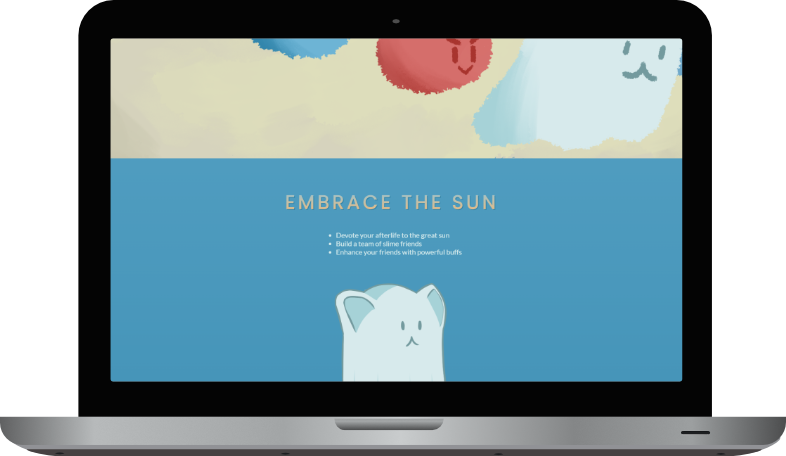 EMBRACE THE SUN
• Devote your afterlife to the great sun
• Build a team of slime friends
• Enhance your friends with powerful buffs